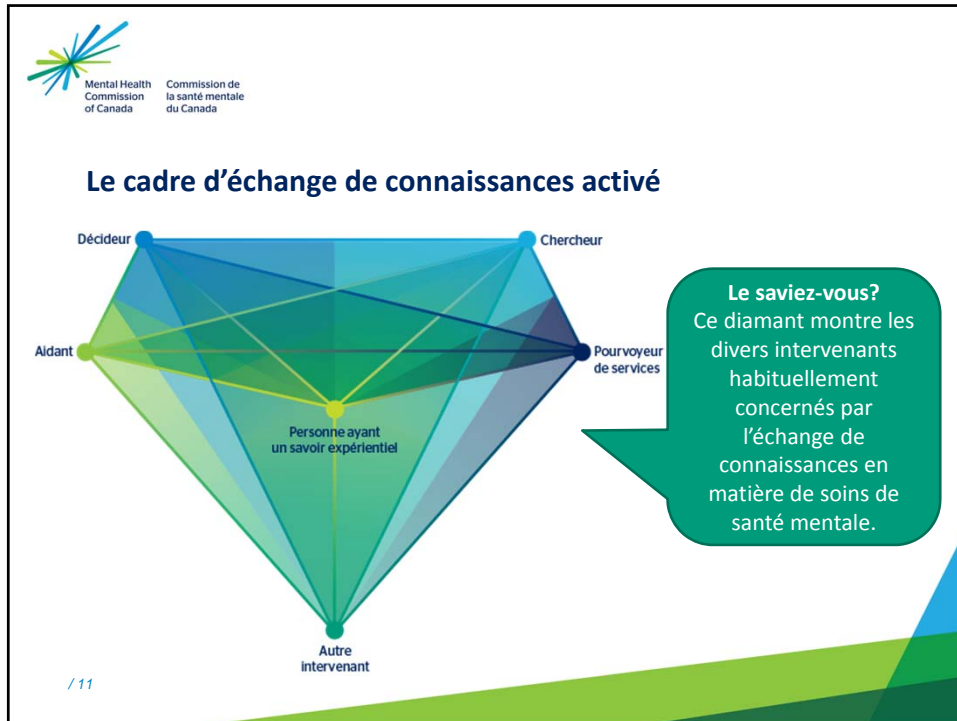 Mental Health
Commission
of Canada
Commission de
la santé mentale
du Canada
Le cadre d'échange de connaissances activé
Décideur
Chercheur
Aidant
Pourvoyeur
de services
Personne ayant
un savoir expérientiel
Autre
intervenant
Le saviez-vous?
Ce diamant montre les
divers intervenants
habituellement
concernés par
l'échange de
connaissances en
matière de soins de
santé mentale.
/ 11